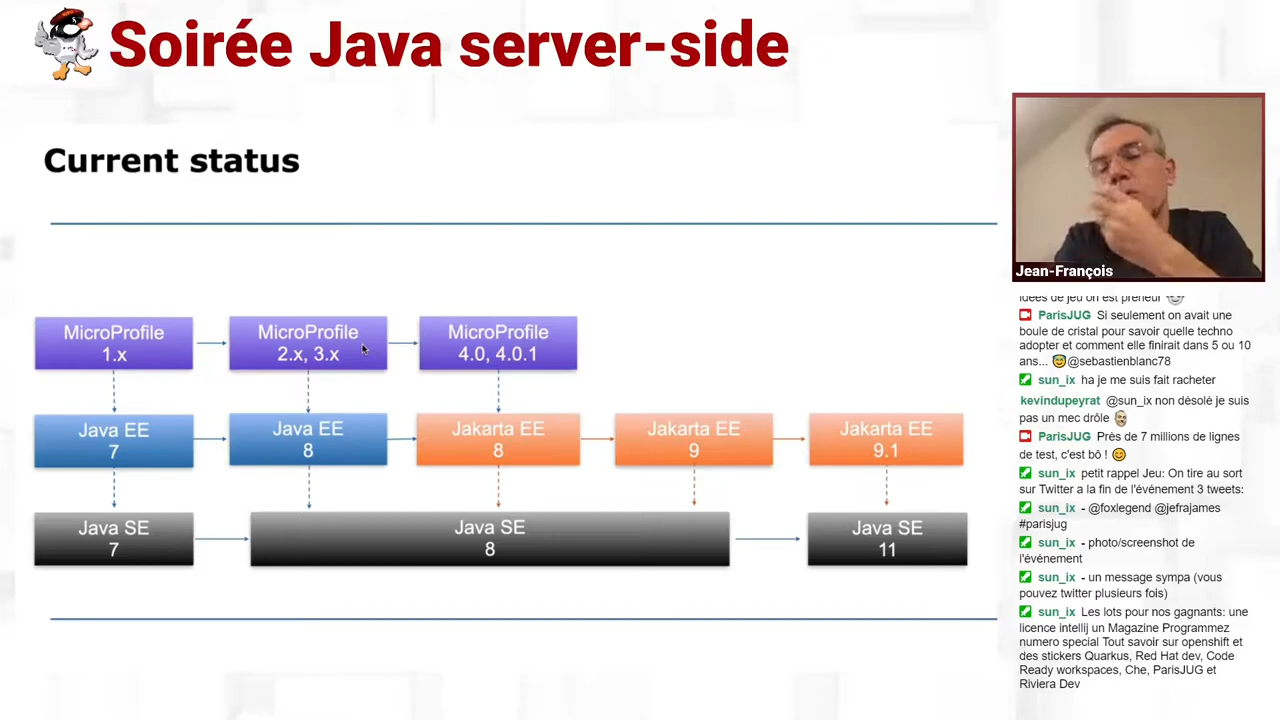 Soirée Java server-side
Current status
MicroProfile
1.x
MicroProfile
2.x, 3.x
MicroProfile
4.0, 4.0.1
Java EE
7
Java EE
8
Jakarta EE
8
Jakarta EE
9
Jakarta EE
9.1
Java SE
7
Java SE
8
Java SE
11
Jean-François
idées de jeu on est preneur
ParisJUG Si seulement on avait une
boule de cristal pour savoir quelle techno
adopter et comment elle finirait dans 5 ou 10
ans... 😇@sebastienblanc78
sun_ix ha je me suis fait racheter
kevindupeyrat @sun_ix non désolé je suis
pas un mec drôle
ParisJUG Près de 7 millions de lignes
de test, c'est bô ! 😊
sun_ix petit rappel Jeu: On tire au sort
sur Twitter a la fin de l'événement 3 tweets:
sun_ix - @foxlegend @jefrajames
#parisjug
sun_ix - photo/screenshot de
l'événement
sun_ix - un message sympa (vous
pouvez twitter plusieurs fois)
sun_ix Les lots pour nos gagnants: une
licence intellij un Magazine Programmez
numero special Tout savoir sur openshift et
des stickers Quarkus, Red Hat dev, Code
Ready workspaces, Che, ParisJUG et
Riviera Dev